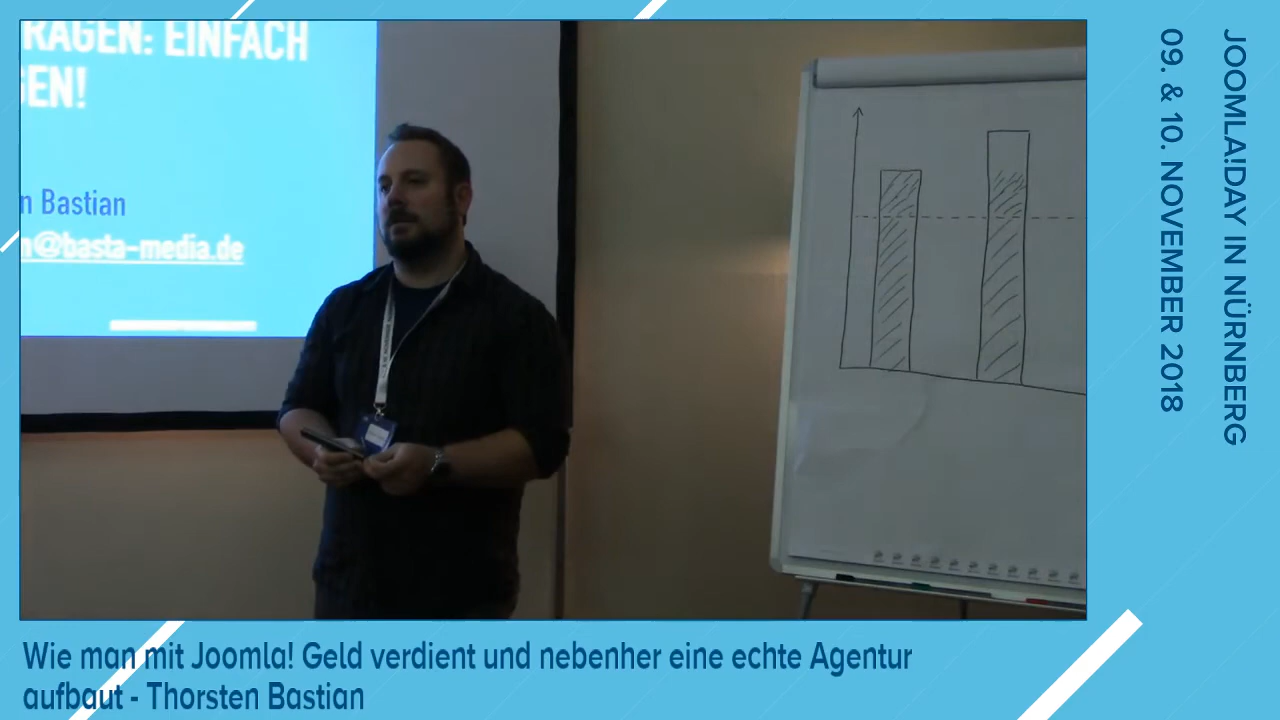 RAGEN: EINFACH
GEN!
n Bastian
n@basta-media.de
JOOMLA!DAY IN NÜRNBERG
09. & 10. NOVEMBER 2018
Wie man mit Joomla! Geld verdient und nebenher eine echte Agentur
aufbaut - Thorsten Bastian